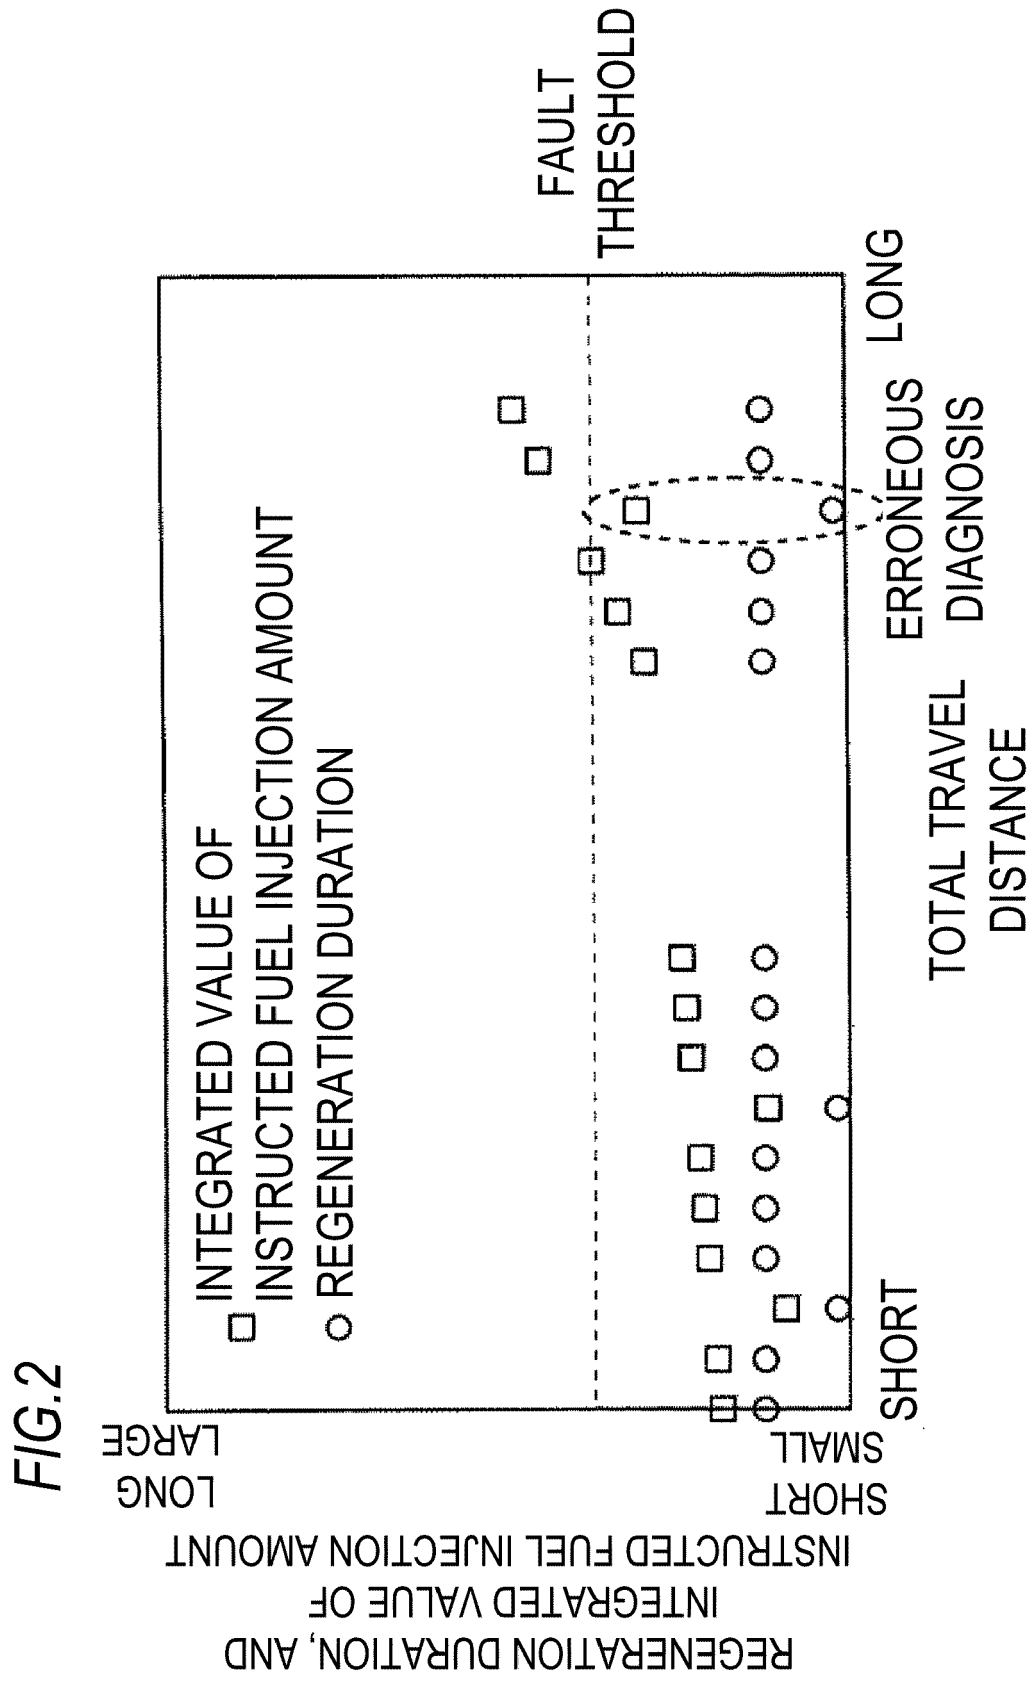 FIG.2
REGENERATION DURATION, AND
INTEGRATED VALUE OF
INSTRUCTED FUEL INJECTION AMOUNT
LONG
LARGE
SHORT
SMALL
INTEGRATED VALUE OF
INSTRUCTED FUEL INJECTION AMOUNT
REGENERATION DURATION
FAULT
THRESHOLD
SHORT
LONG
ERRONEOUS
DIAGNOSIS
TOTAL TRAVEL
DISTANCE